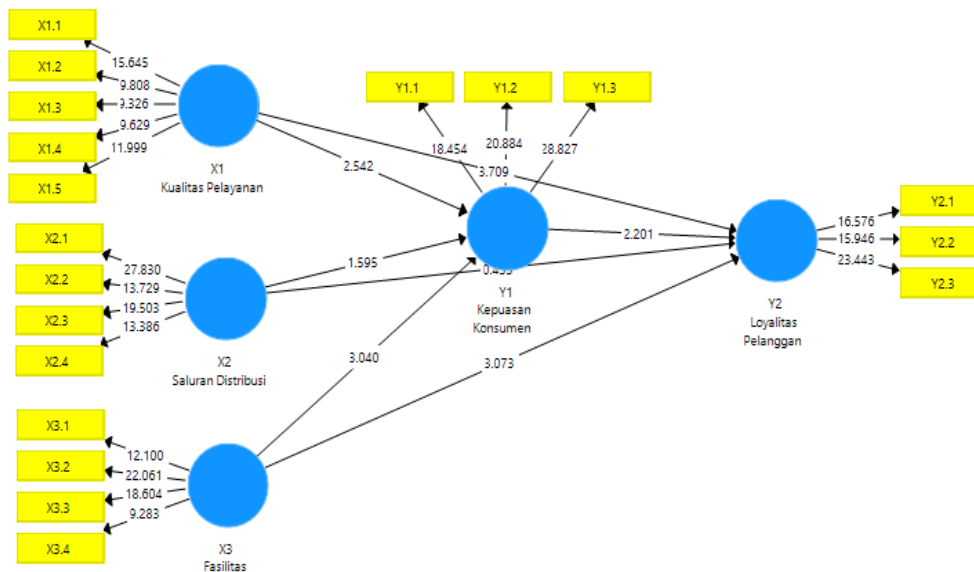 X1.1
X1.2
X1.3
X1.4
X1.5
15.645
9.808
9.326
9.629
11.999
X1
Kualitas Pelayanan
Y1.1
Y1.2
Y1.3
18.454
20.884
28.827
2.542
3.709
X2.1
X2.2
X2.3
X2.4
27.830
13.729
19.503
13.386
X2
Saluran Distribusi
1.595
Y1
Kepuasan
Konsumen
2.201
Y2.1
Y2.2
Y2.3
16.576
15.946
23.443
Y2
Loyalitas
Pelanggan
3.040
3.073
X3.1
X3.2
X3.3
X3.4
12.100
22.061
18.604
9.283
X3
Fasilitas